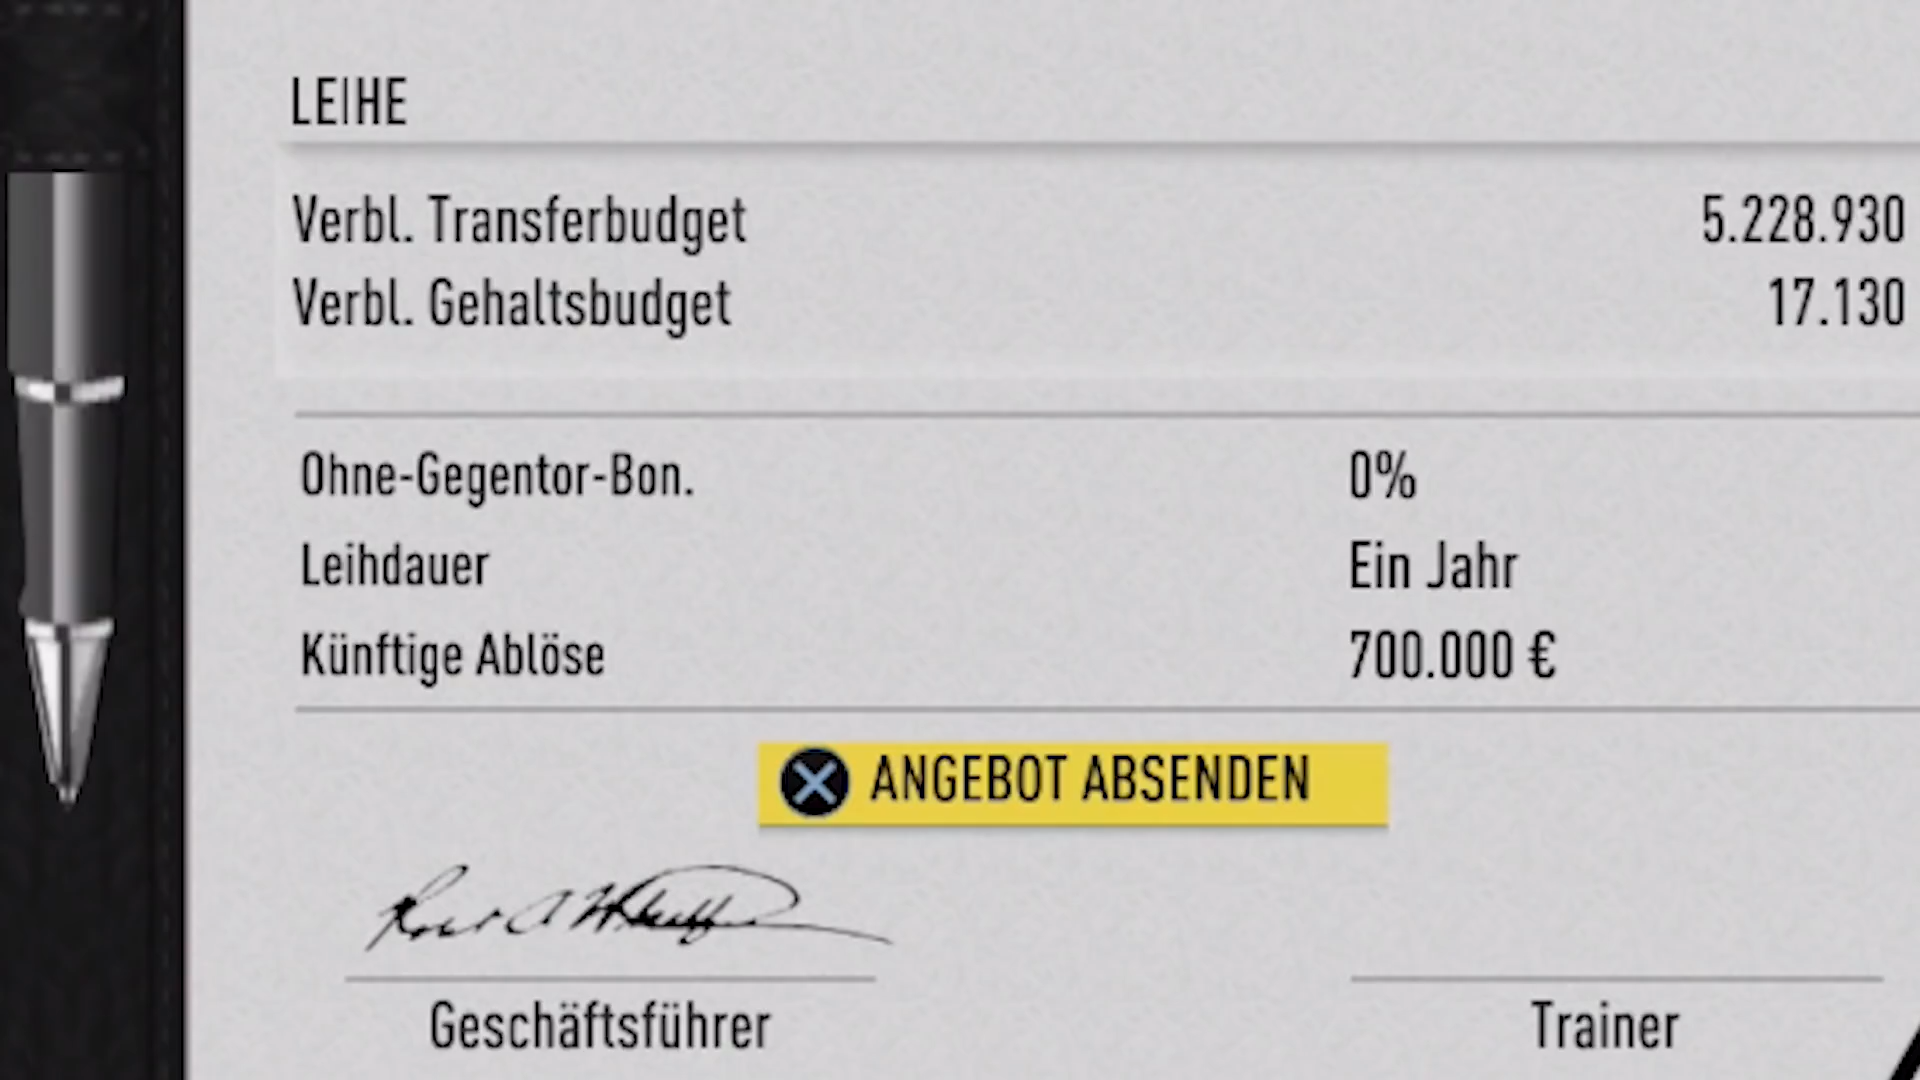 LEIHE
Verbl. Transferbudget 5.228.930
Verbl. Gehaltsbudget 17.130
Ohne-Gegentor-Bon. 0%
Leihdauer Ein Jahr
Künftige Ablöse 700.000 €
ANGEBOT ABSENDEN
Geschäftsführer Trainer